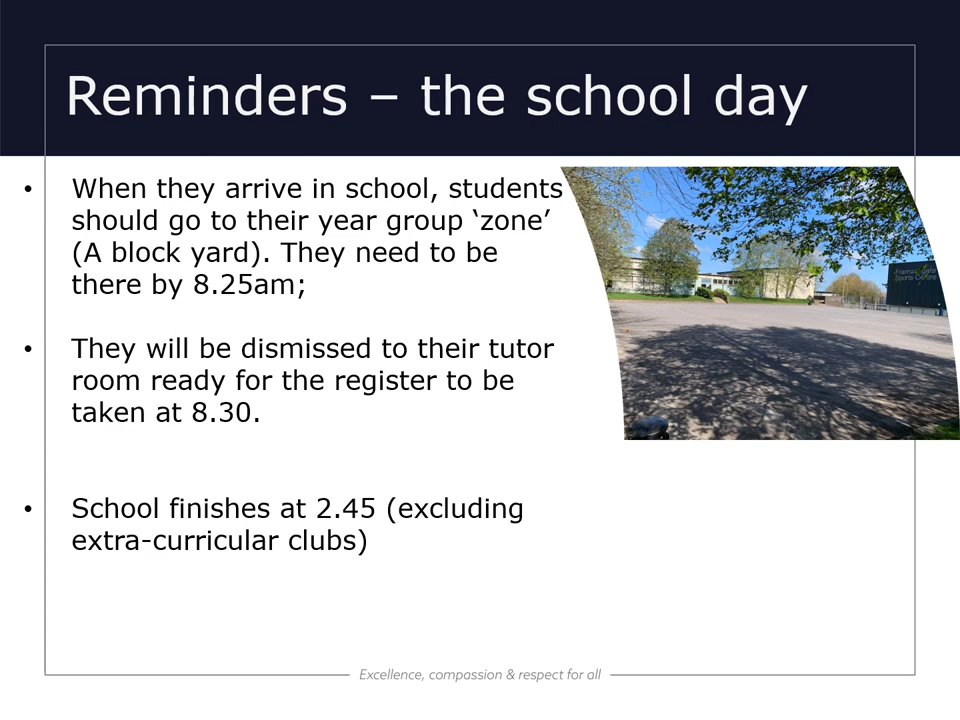 Reminders – the school day
• When they arrive in school, students
should go to their year group ‘zone’
(A block yard). They need to be
there by 8.25am;
• They will be dismissed to their tutor
room ready for the register to be
taken at 8.30.
• School finishes at 2.45 (excluding
extra-curricular clubs)
Sports Centre
Excellence, compassion & respect for all